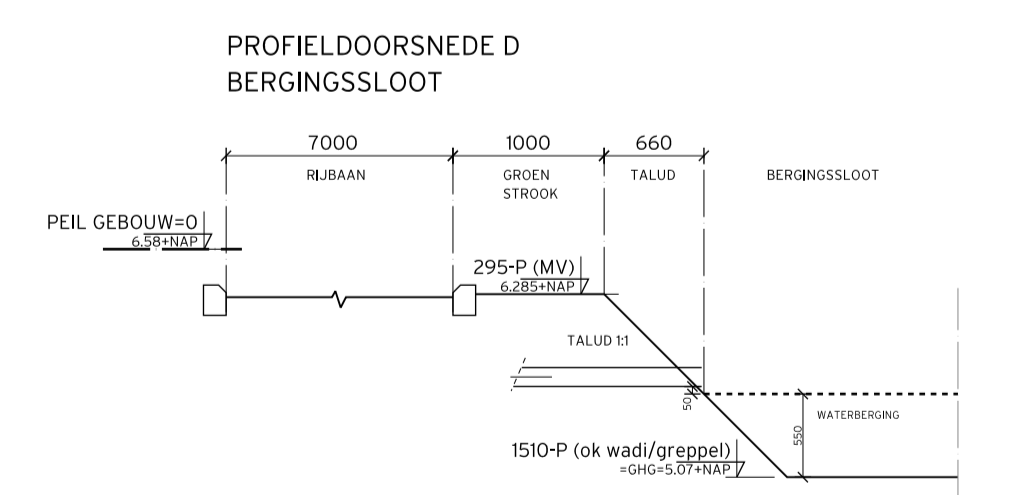 PROFIELDOORSNEDE D
BERGINGSSLOOT
7000
1000
660
RIJBAAN
GROEN
STROOK
TALUD
BERGINGSSLOOT
PEIL GEBOUW=0
6.58+NAP
295-P (MV)
6.285+NAP
TALUD 1:1
50
WATERBERGING
550
1510-P (ok wadi/greppel)
=GHG=5.07+NAP